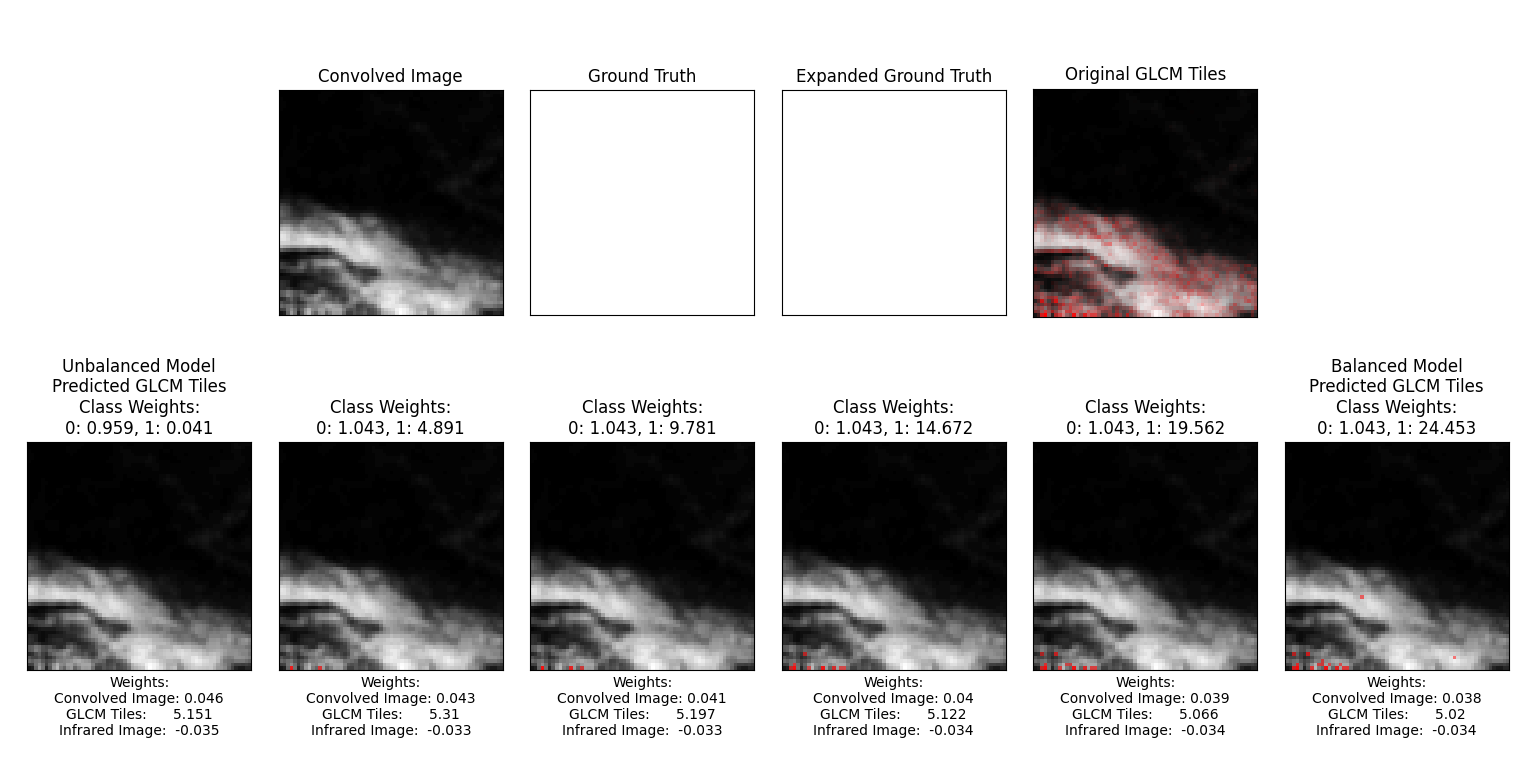 Convolved Image
Ground Truth
Expanded Ground Truth
Original GLCM Tiles
Unbalanced Model
Predicted GLCM Tiles
Class Weights:
0: 0.959, 1: 0.041
Class Weights:
0: 1.043, 1: 4.891
Class Weights:
0: 1.043, 1: 9.781
Class Weights:
0: 1.043, 1: 14.672
Class Weights:
0: 1.043, 1: 19.562
Balanced Model
Predicted GLCM Tiles
Class Weights:
0: 1.043, 1: 24.453
Weights:
Convolved Image: 0.046
GLCM Tiles: 5.151
Infrared Image: -0.035
Weights:
Convolved Image: 0.043
GLCM Tiles: 5.31
Infrared Image: -0.033
Weights:
Convolved Image: 0.041
GLCM Tiles: 5.197
Infrared Image: -0.033
Weights:
Convolved Image: 0.04
GLCM Tiles: 5.122
Infrared Image: -0.034
Weights:
Convolved Image: 0.039
GLCM Tiles: 5.066
Infrared Image: -0.034
Weights:
Convolved Image: 0.038
GLCM Tiles: 5.02
Infrared Image: -0.034